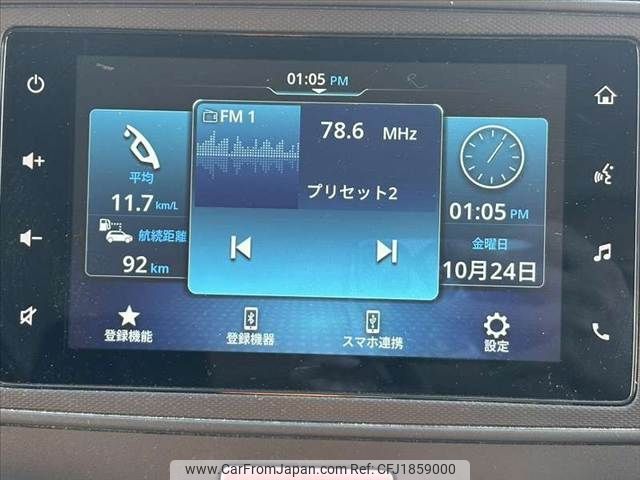 01:05 PM
FM 1
78.6 MHz
プリセット2
平均
11.7 km/L
航続距離
92 km
01:05 PM
金曜日
10月24日
登録機能
登録機器
スマホ連携
設定
www.CarFromJapan.com CFJ1859000